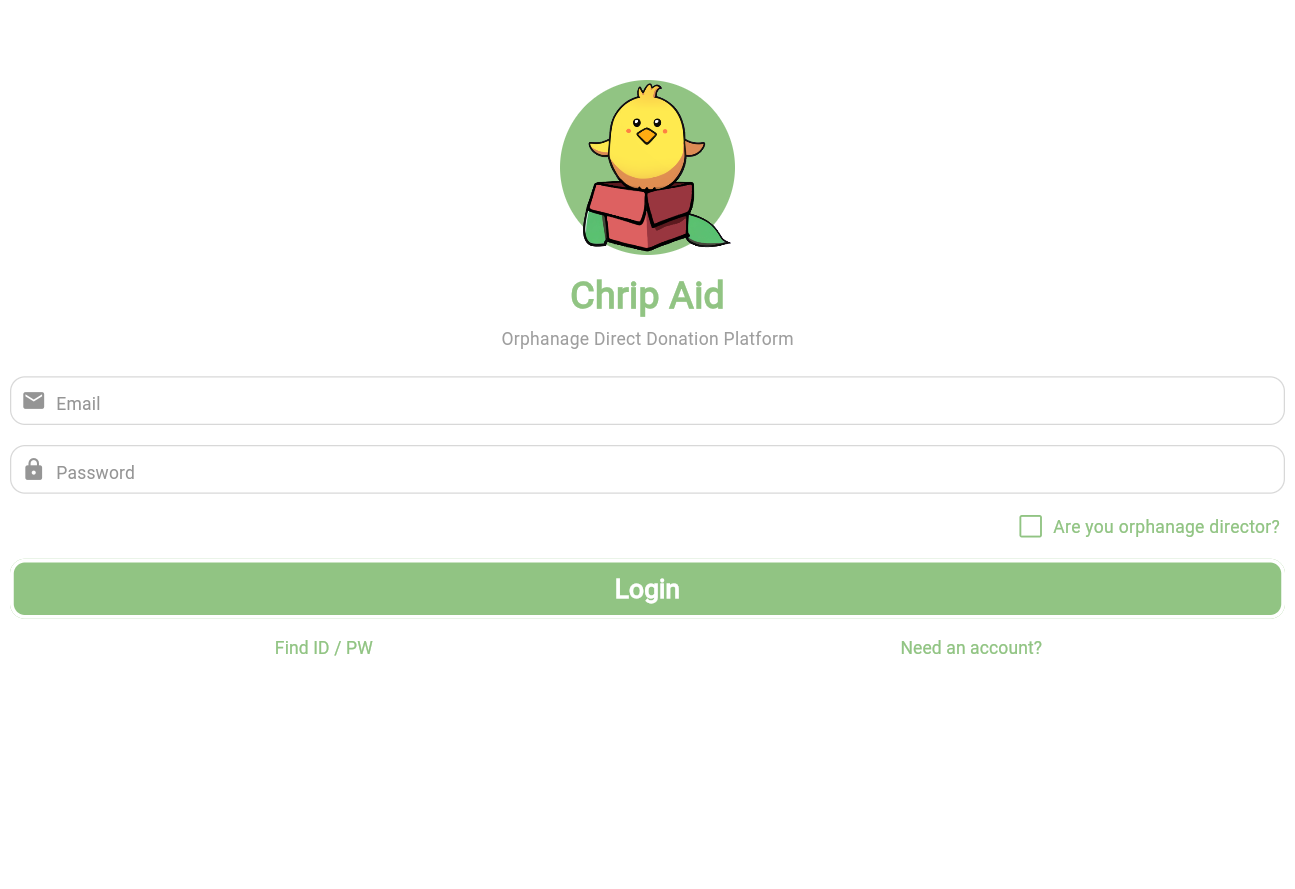 Chrip Aid
Orphanage Direct Donation Platform
Email
Password
Are you orphanage director?
Login
Find ID / PW
Need an account?